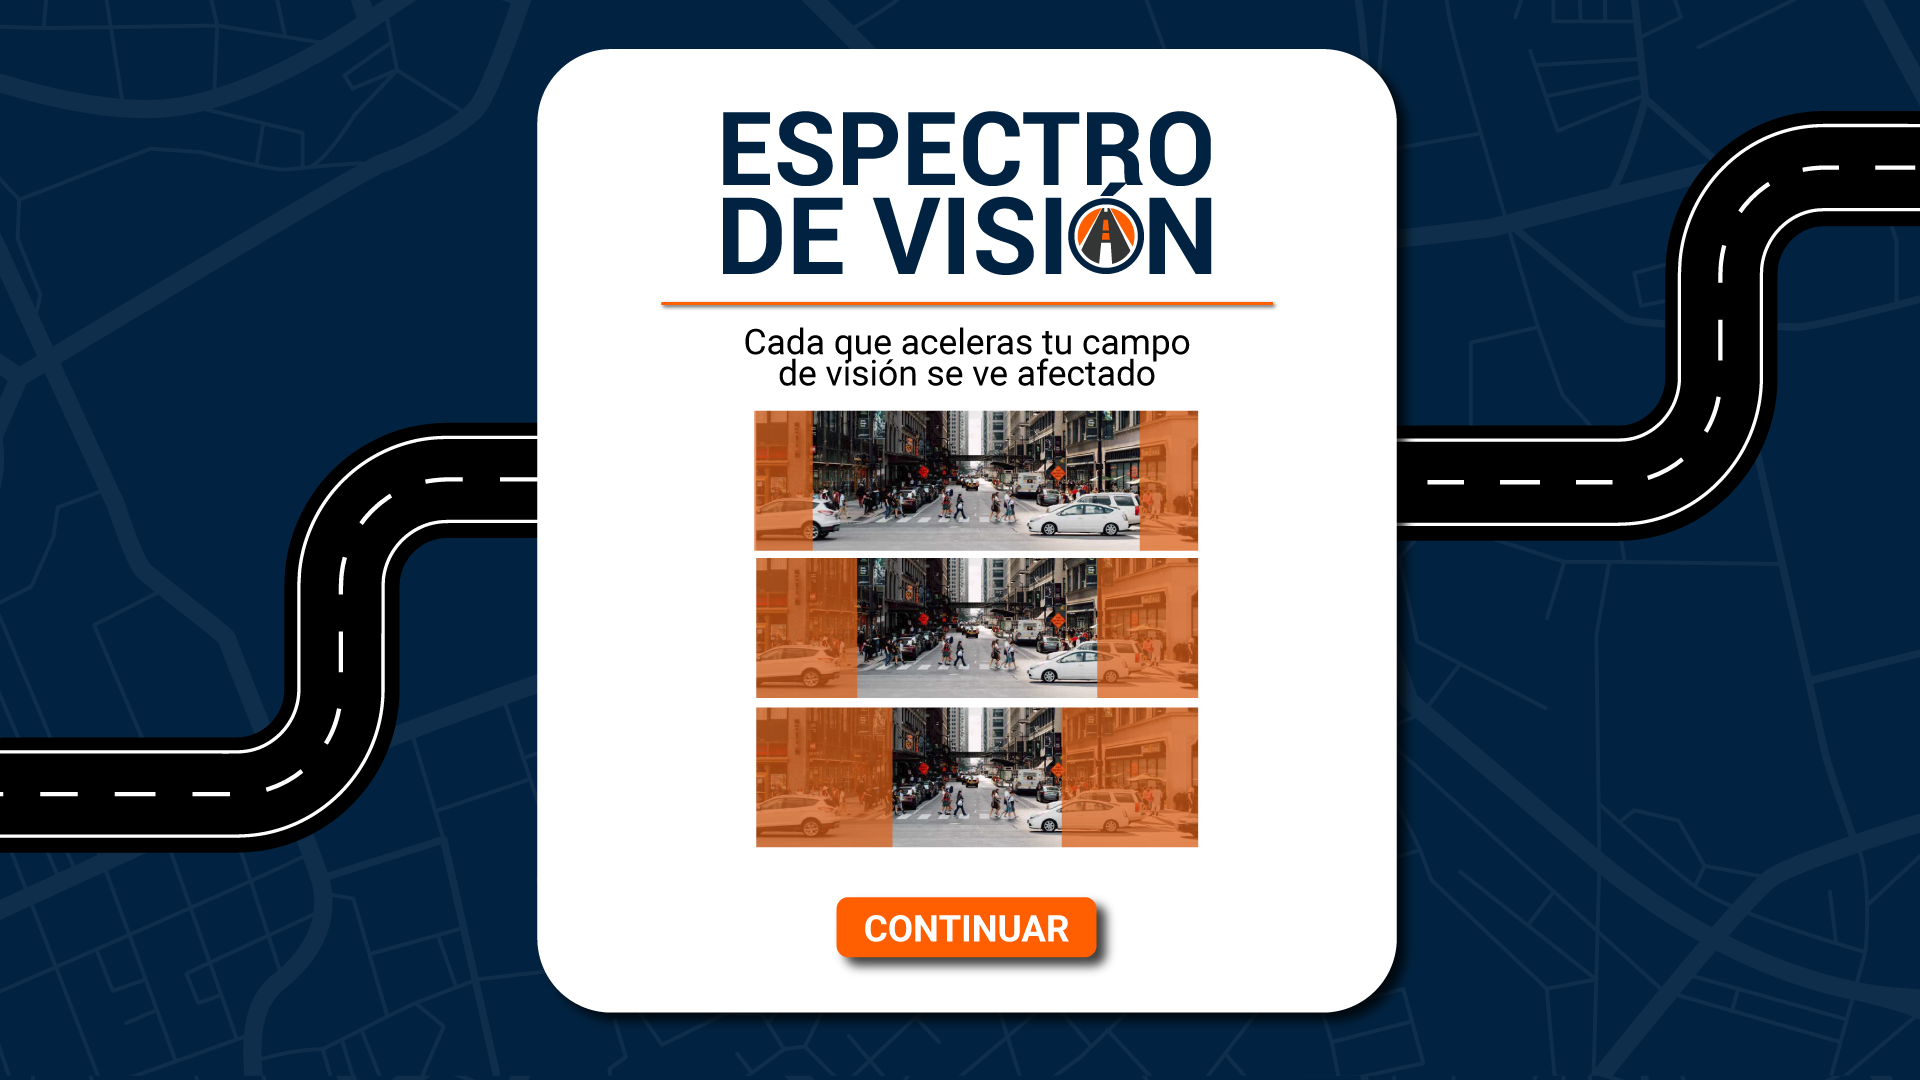 ESPECTRO
DE VISIÓN
Cada que aceleras tu campo
de visión se ve afectado
CONTINUAR